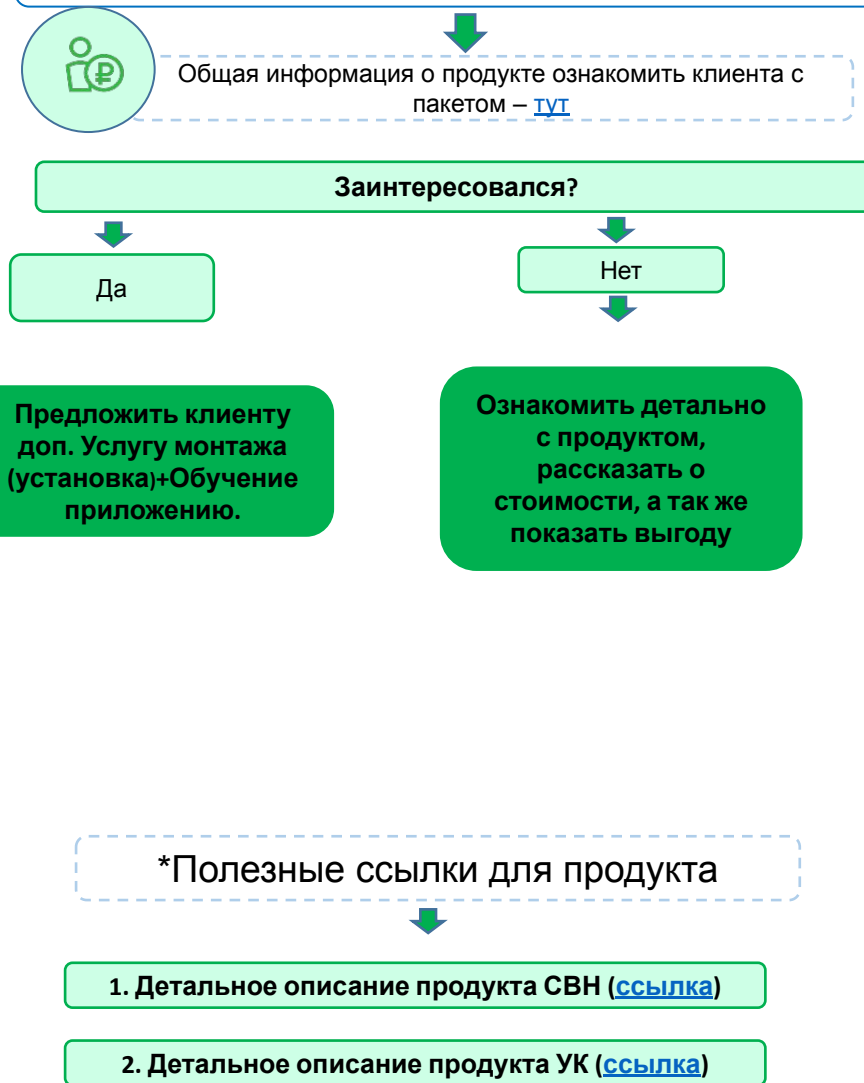 Общая информация о продукте ознакомить клиента с
пакетом – тут
Заинтересовался?
Да
Нет
Предложить клиенту
доп. Услугу монтажа
(установка)+Обучение
приложению.
Ознакомить детально
с продуктом,
рассказать о
стоимости, а так же
показать выгоду
*Полезные ссылки для продукта
1. Детальное описание продукта СВН (ссылка)
2. Детальное описание продукта УК (ссылка)